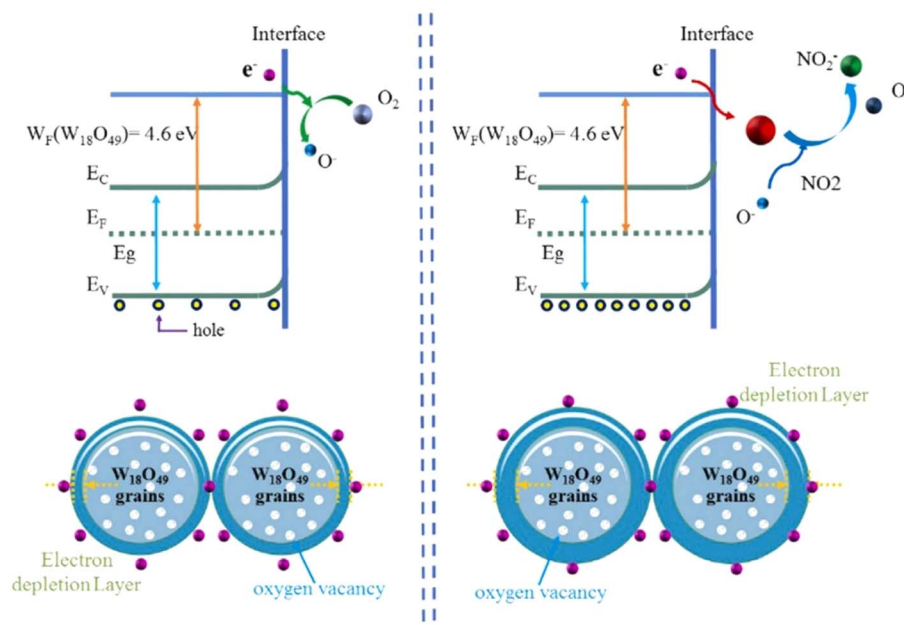 Interface
e⁻
O₂
W_F(W₁₈O₄₉)= 4.6 eV
O⁻
E_C
E_F
Eg
E_V
hole
W₁₈O₄₉
grains
W₁₈O₄₉
grains
Electron
depletion Layer
oxygen vacancy
Interface
e⁻
NO₂⁻
O
W_F(W₁₈O₄₉)= 4.6 eV
NO2
E_C
O⁻
E_F
Eg
E_V
Electron
depletion Layer
W₁₈O₄₉
grains
W₁₈O₄₉
grains
oxygen vacancy